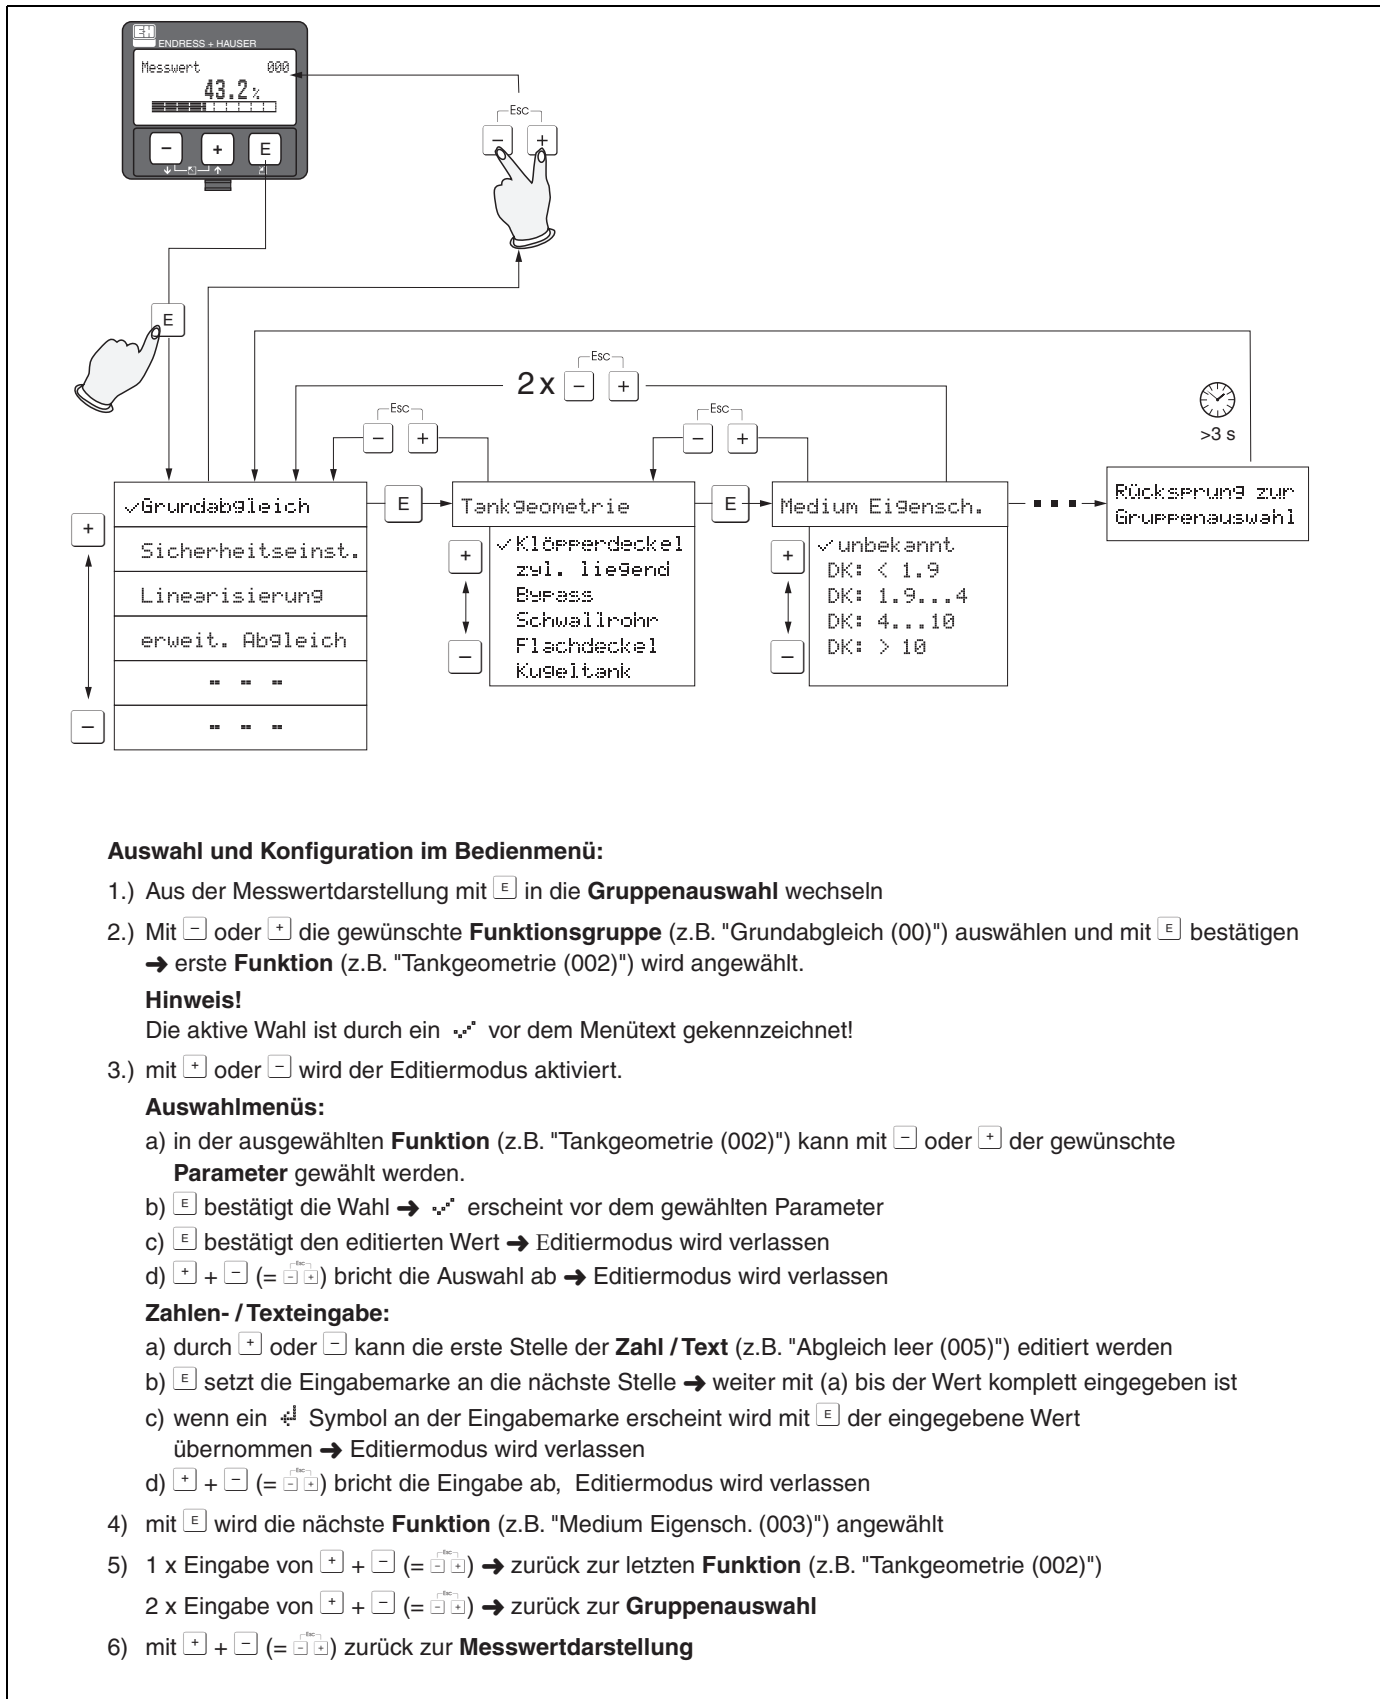 EH
ENDRESS + HAUSER
Messwert 000
43.2 %
- + E
Esc
- +
E
Esc
2 x - +
Esc
- +
Esc
- +
>3 s
✓Grundabgleich
Sicherheitseinst.
Linearisierung
erweit. Abgleich
- - -
- - -
+
-
E
Tankgeometrie
✓Klöpperdeckel
zyl. liegend
Bypass
Schwallrohr
Flachdeckel
Kugeltank
+
-
E
Medium Eigensch.
✓unbekannt
DK: < 1.9
DK: 1.9...4
DK: 4...10
DK: > 10
+
-
Rücksprung zur
Gruppenauswahl
Auswahl und Konfiguration im Bedienmenü:
1.) Aus der Messwertdarstellung mit E in die Gruppenauswahl wechseln
2.) Mit - oder + die gewünschte Funktionsgruppe (z.B. "Grundabgleich (00)") auswählen und mit E bestätigen
➜ erste Funktion (z.B. "Tankgeometrie (002)") wird angewählt.
Hinweis!
Die aktive Wahl ist durch ein ✓ vor dem Menütext gekennzeichnet!
3.) mit + oder - wird der Editiermodus aktiviert.
Auswahlmenüs:
a) in der ausgewählten Funktion (z.B. "Tankgeometrie (002)") kann mit - oder + der gewünschte
Parameter gewählt werden.
b) E bestätigt die Wahl ➜ ✓ erscheint vor dem gewählten Parameter
c) E bestätigt den editierten Wert ➜ Editiermodus wird verlassen
d) + + - (= Esc - +) bricht die Auswahl ab ➜ Editiermodus wird verlassen
Zahlen- / Texteingabe:
a) durch + oder - kann die erste Stelle der Zahl / Text (z.B. "Abgleich leer (005)") editiert werden
b) E setzt die Eingabemarke an die nächste Stelle ➜ weiter mit (a) bis der Wert komplett eingegeben ist
c) wenn ein ↲ Symbol an der Eingabemarke erscheint wird mit E der eingegebene Wert
übernommen ➜ Editiermodus wird verlassen
d) + + - (= Esc - +) bricht die Eingabe ab, Editiermodus wird verlassen
4) mit E wird die nächste Funktion (z.B. "Medium Eigensch. (003)") angewählt
5) 1 x Eingabe von + + - (= Esc - +) ➜ zurück zur letzten Funktion (z.B. "Tankgeometrie (002)")
2 x Eingabe von + + - (= Esc - +) ➜ zurück zur Gruppenauswahl
6) mit + + - (= Esc - +) zurück zur Messwertdarstellung